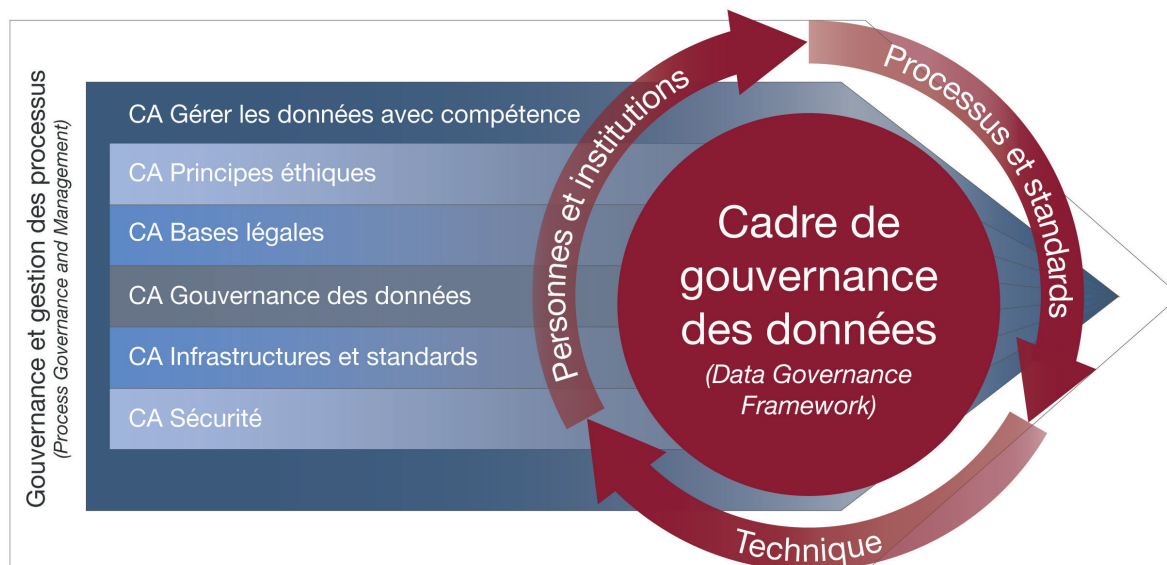 Gouvernance et gestion des processus
(Process Governance and Management)
CA Gérer les données avec compétence
CA Principes éthiques
CA Bases légales
CA Gouvernance des données
CA Infrastructures et standards
CA Sécurité
Personnes et institutions
Processus et standards
Technique
Cadre de
gouvernance
des données
(Data Governance
Framework)